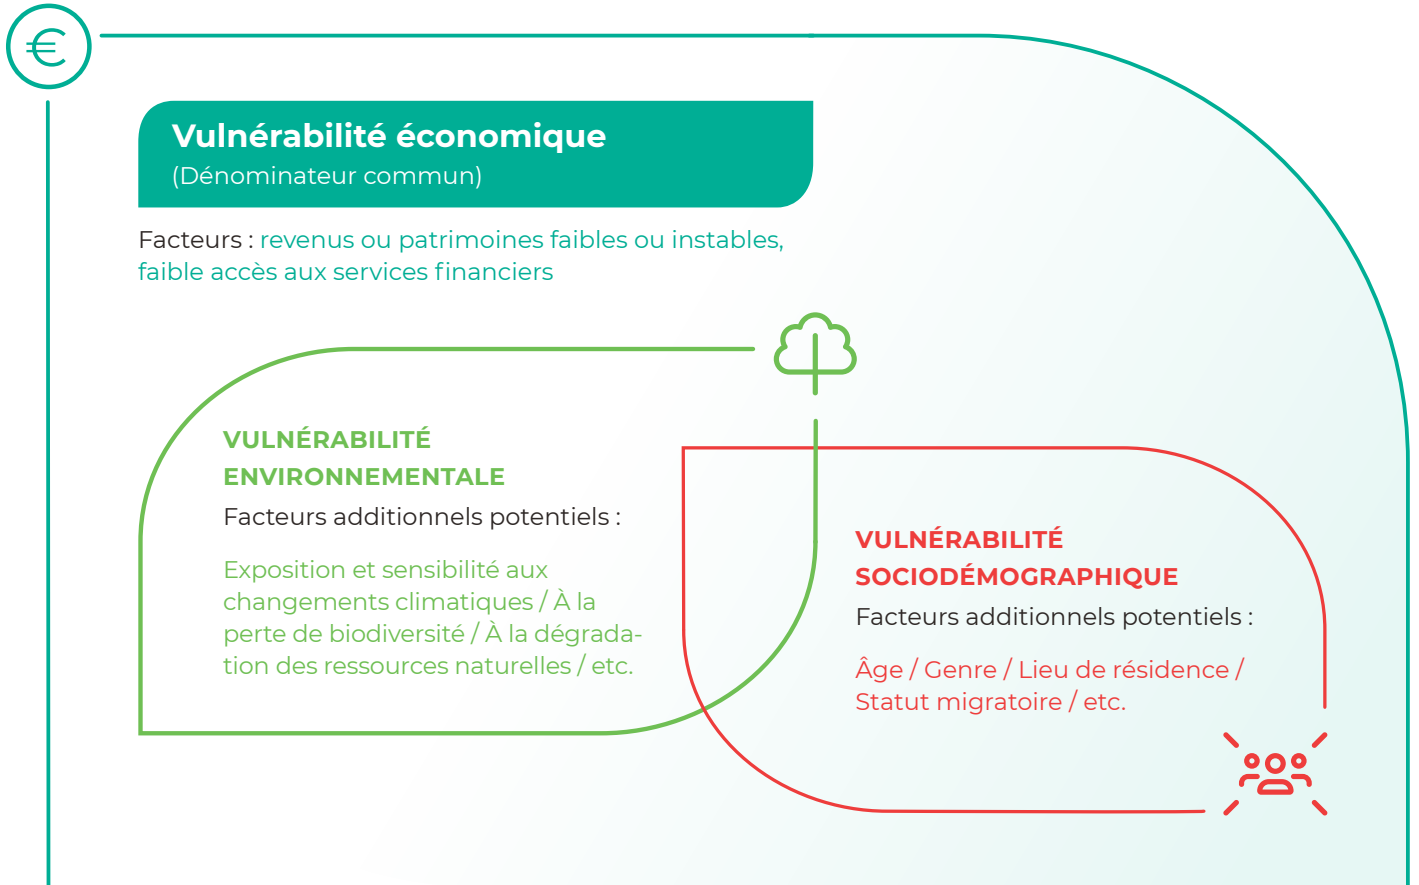 €
Vulnérabilité économique
(Dénominateur commun)
Facteurs : revenus ou patrimoines faibles ou instables,
faible accès aux services financiers
VULNÉRABILITÉ
ENVIRONNEMENTALE
Facteurs additionnels potentiels :
Exposition et sensibilité aux
changements climatiques / À la
perte de biodiversité / À la dégrada-
tion des ressources naturelles / etc.
VULNÉRABILITÉ
SOCIODÉMOGRAPHIQUE
Facteurs additionnels potentiels :
Âge / Genre / Lieu de résidence /
Statut migratoire / etc.